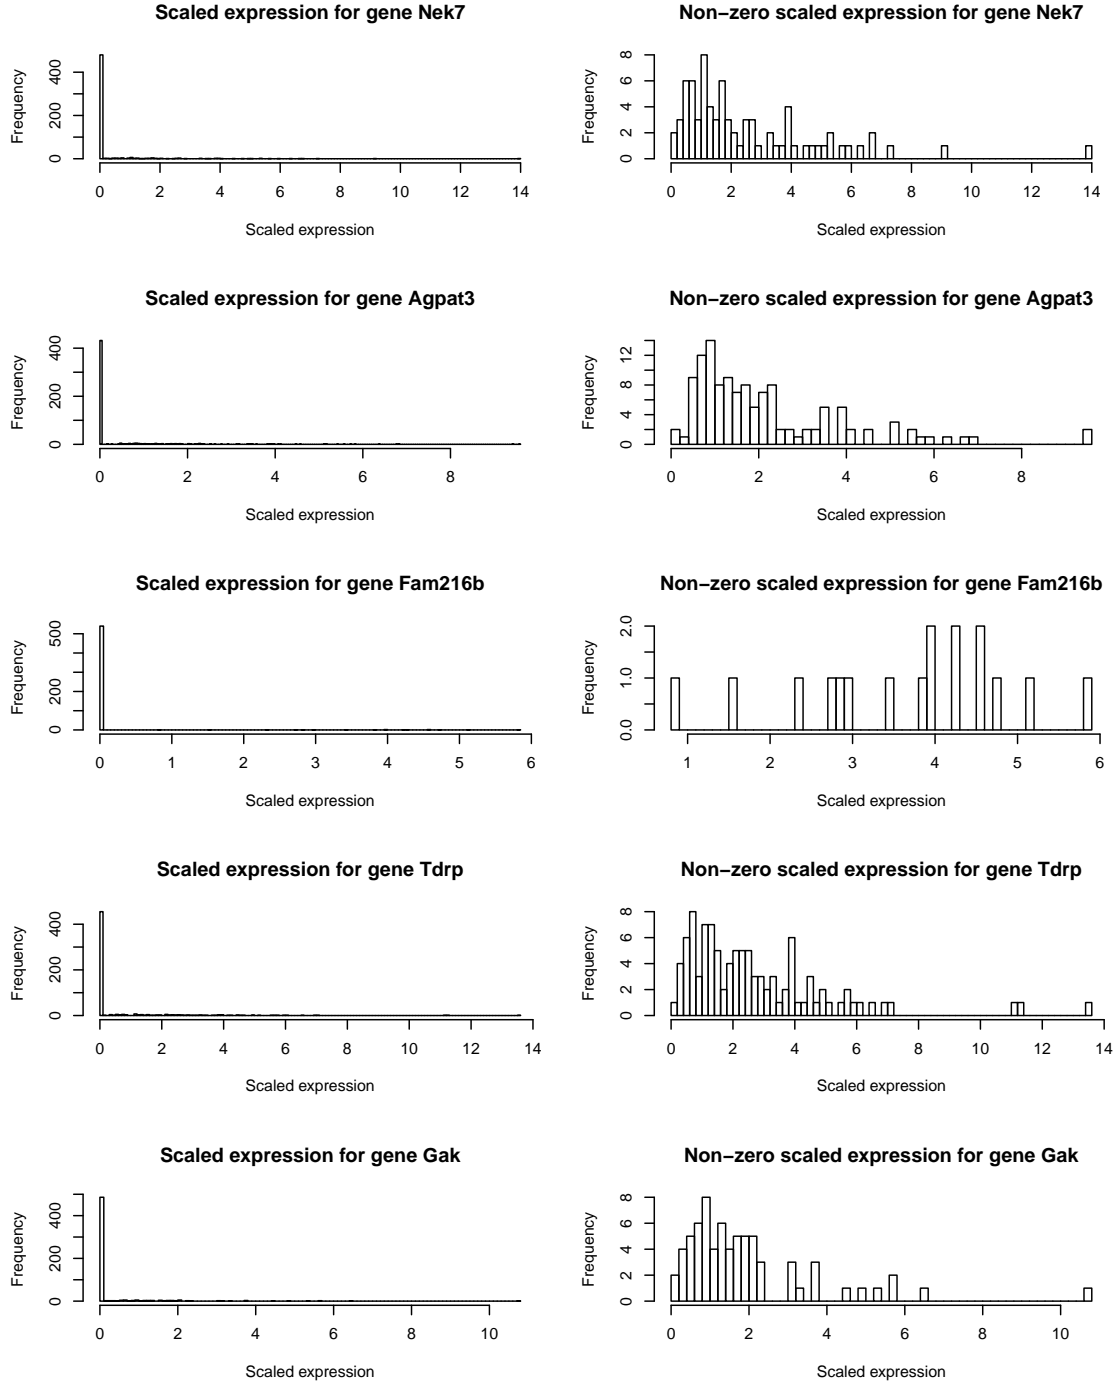 Scaled expression for gene Nek7
Frequency
0 200 400
0 2 4 6 8 10 12 14
Scaled expression
Non−zero scaled expression for gene Nek7
Frequency
0 2 4 6 8
0 2 4 6 8 10 12 14
Scaled expression
Scaled expression for gene Agpat3
Frequency
0 200 400
0 2 4 6 8
Scaled expression
Non−zero scaled expression for gene Agpat3
Frequency
0 4 8 12
0 2 4 6 8
Scaled expression
Scaled expression for gene Fam216b
Frequency
0 200 500
0 1 2 3 4 5 6
Scaled expression
Non−zero scaled expression for gene Fam216b
Frequency
0.0 1.0 2.0
1 2 3 4 5 6
Scaled expression
Scaled expression for gene Tdrp
Frequency
0 200 400
0 2 4 6 8 10 12 14
Scaled expression
Non−zero scaled expression for gene Tdrp
Frequency
0 2 4 6 8
0 2 4 6 8 10 12 14
Scaled expression
Scaled expression for gene Gak
Frequency
0 200 400
0 2 4 6 8 10
Scaled expression
Non−zero scaled expression for gene Gak
Frequency
0 2 4 6 8
0 2 4 6 8 10
Scaled expression